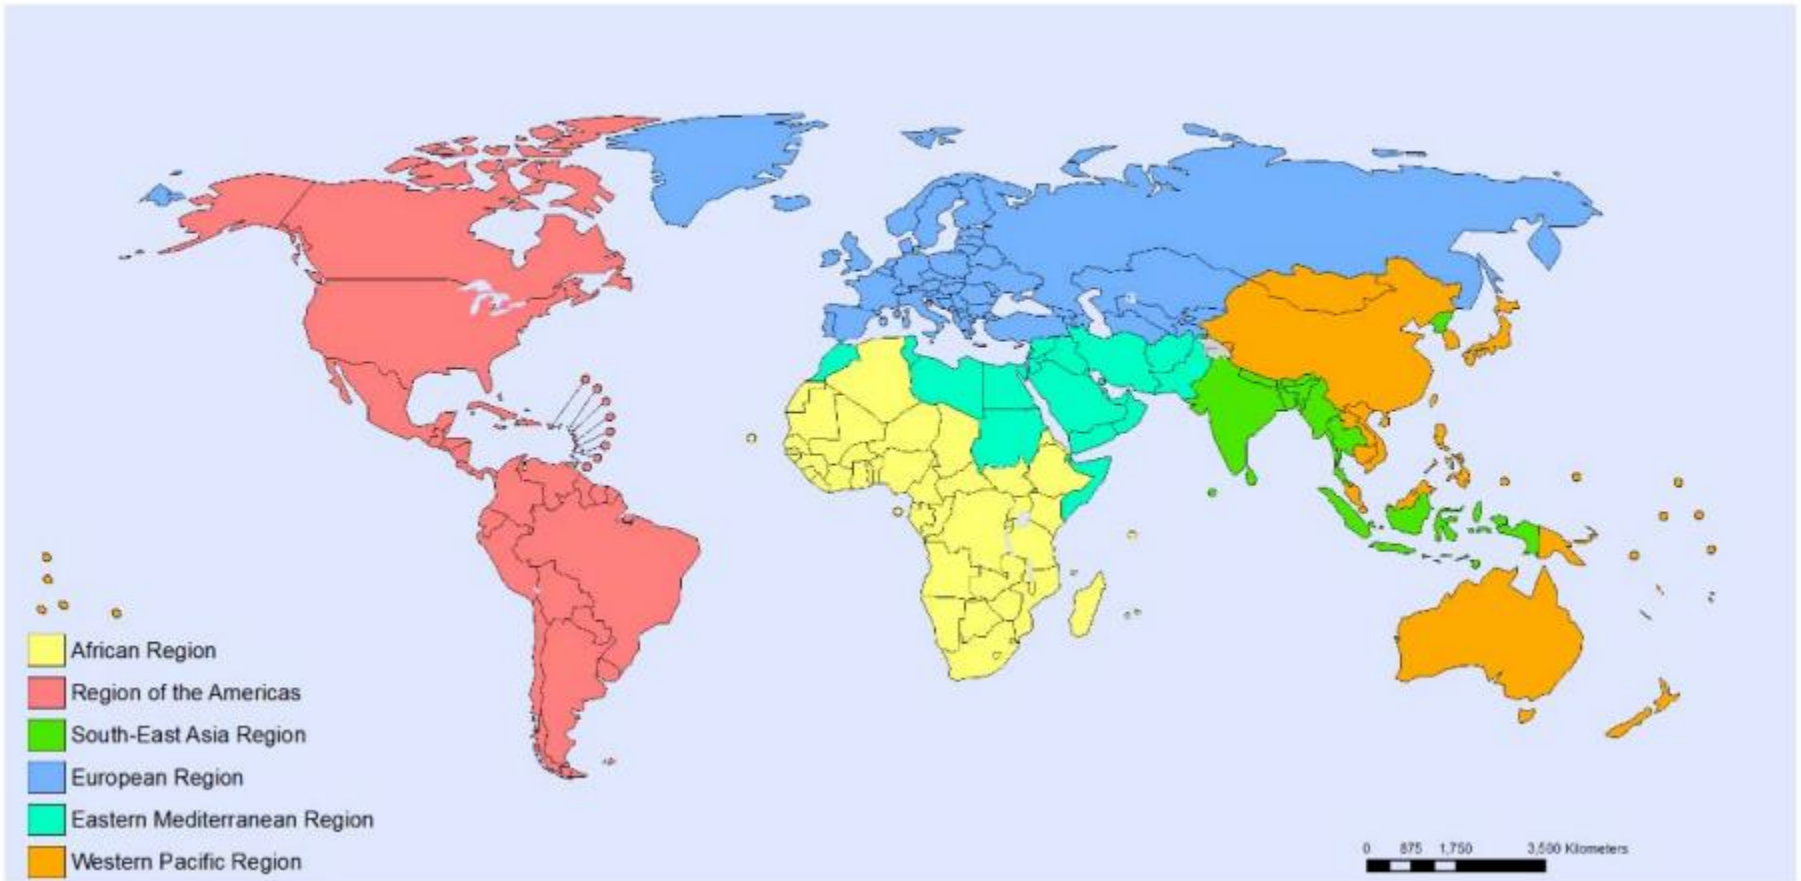 African Region
Region of the Americas
South-East Asia Region
European Region
Eastern Mediterranean Region
Western Pacific Region
0 875 1,750 3,500 Kilometers